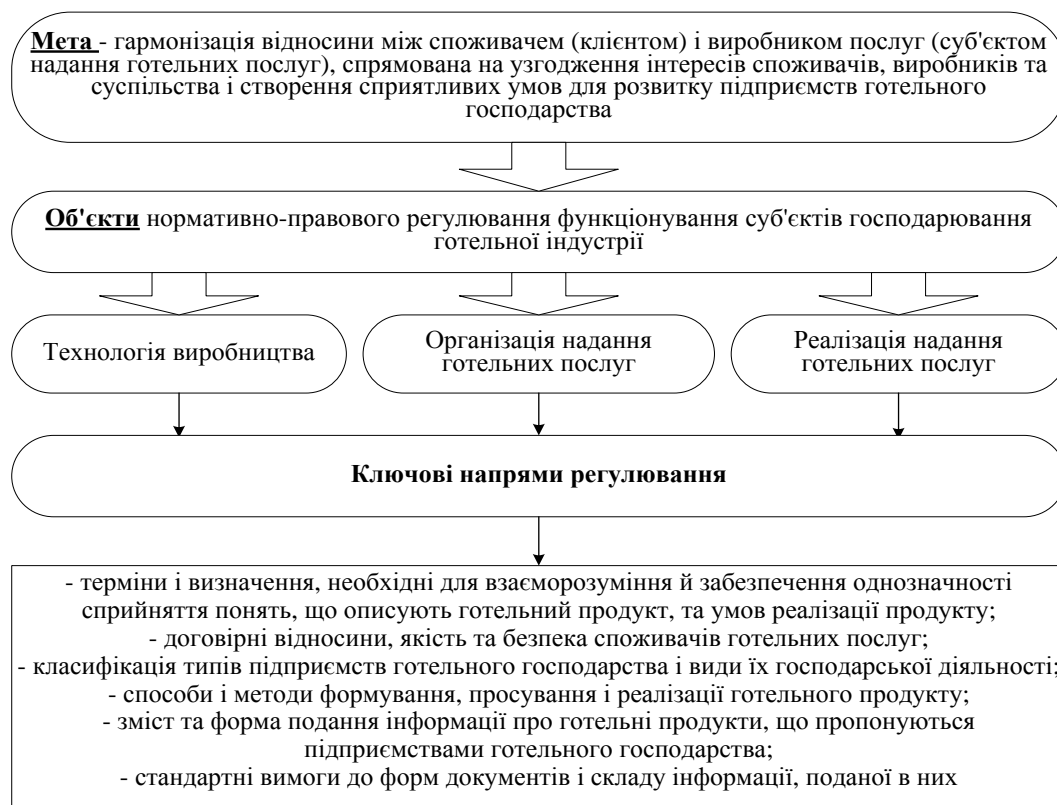 Мета - гармонізація відносини між споживачем (клієнтом) і виробником послуг (суб'єктом
надання готельних послуг), спрямована на узгодження інтересів споживачів, виробників та
суспільства і створення сприятливих умов для розвитку підприємств готельного
господарства
Об'єкти нормативно-правового регулювання функціонування суб'єктів господарювання
готельної індустрії
Технологія виробництва
Організація надання
готельних послуг
Реалізація надання
готельних послуг
Ключові напрями регулювання
- терміни і визначення, необхідні для взаєморозуміння й забезпечення однозначності
сприйняття понять, що описують готельний продукт, та умов реалізації продукту;
- договірні відносини, якість та безпека споживачів готельних послуг;
- класифікація типів підприємств готельного господарства і види їх господарської діяльності;
- способи і методи формування, просування і реалізації готельного продукту;
- зміст та форма подання інформації про готельні продукти, що пропонуються
підприємствами готельного господарства;
- стандартні вимоги до форм документів і складу інформації, поданої в них